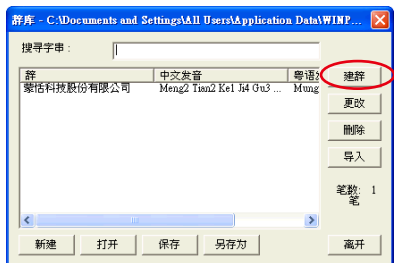 辞库 - C:\Documents and Settings\All Users\Application Data\WINP...
搜寻字串:
辞 中文发音 粤语发
蒙恬科技股份有限公司 Meng2 Tian2 Ke1 Ji4 Gu3 ... Mung
建辞
更改
删除
导入
笔数: 1
笔
新建 打开 保存 另存为 离开